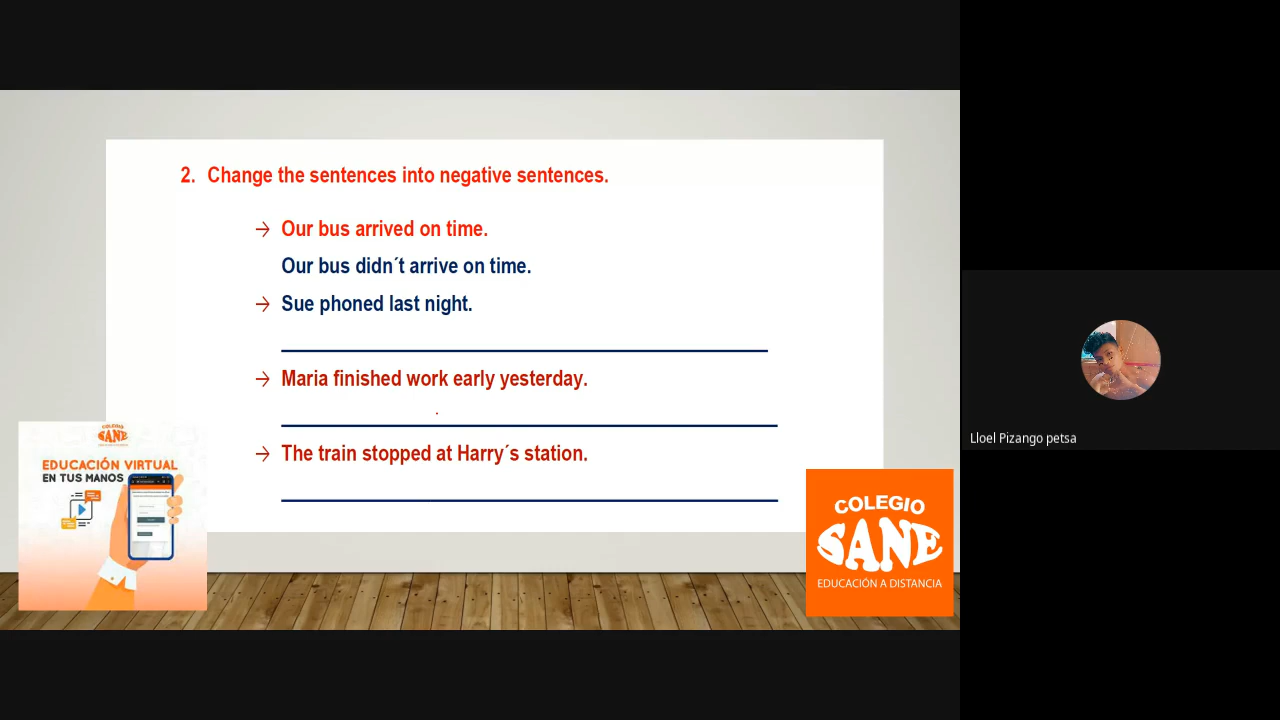 2. Change the sentences into negative sentences.
→ Our bus arrived on time.
Our bus didn´t arrive on time.
→ Sue phoned last night.
→ Maria finished work early yesterday.
→ The train stopped at Harry´s station.
COLEGIO
SANE
EDUCACIÓN VIRTUAL
EN TUS MANOS
COLEGIO
SANE
EDUCACIÓN A DISTANCIA
Lloel Pizango petsa